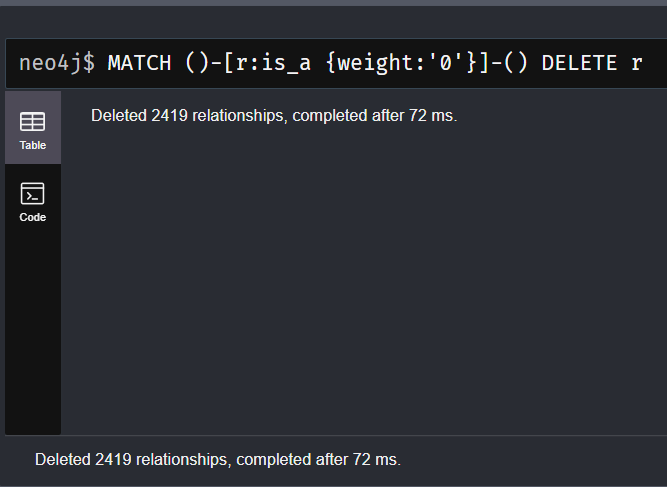 neo4j$ MATCH ()-[r:is_a {weight:'0'}]-() DELETE r
Table
Deleted 2419 relationships, completed after 72 ms.
Code
Deleted 2419 relationships, completed after 72 ms.